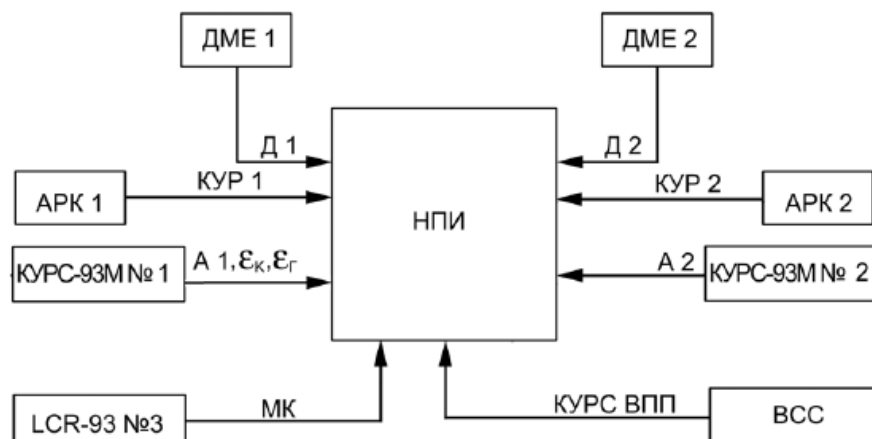 ДМЕ 1
ДМЕ 2
Д 1
Д 2
КУР 1
КУР 2
АРК 1
НПИ
АРК 2
А 1,εК,εГ
А 2
КУРС-93М № 1
КУРС-93М № 2
LCR-93 №3
МК
КУРС ВПП
ВСС